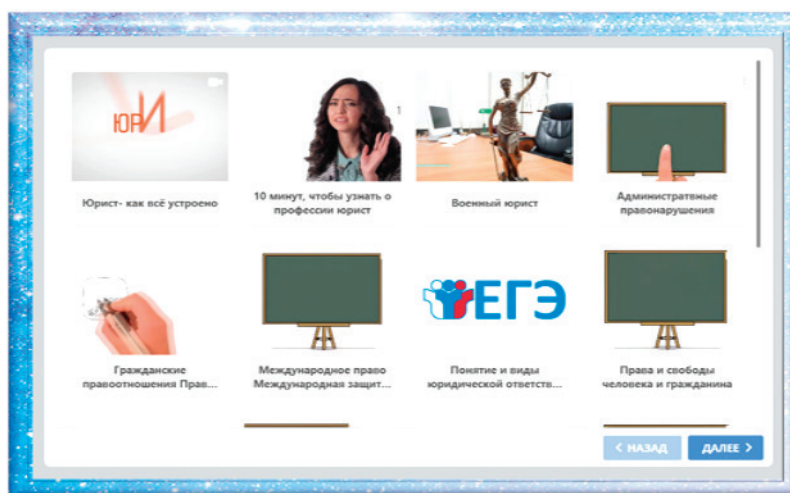 ЮРИ
1
Юрист- как всё устроено
10 минут, чтобы узнать о
профессии юрист
Военный юрист
Административные
правонарушения
ЕГЭ
Гражданские
правоотношения Прав...
Международное право
Международная защит...
Понятие и виды
юридической ответств...
Права и свободы
человека и гражданина
< НАЗАД
ДАЛЕЕ >